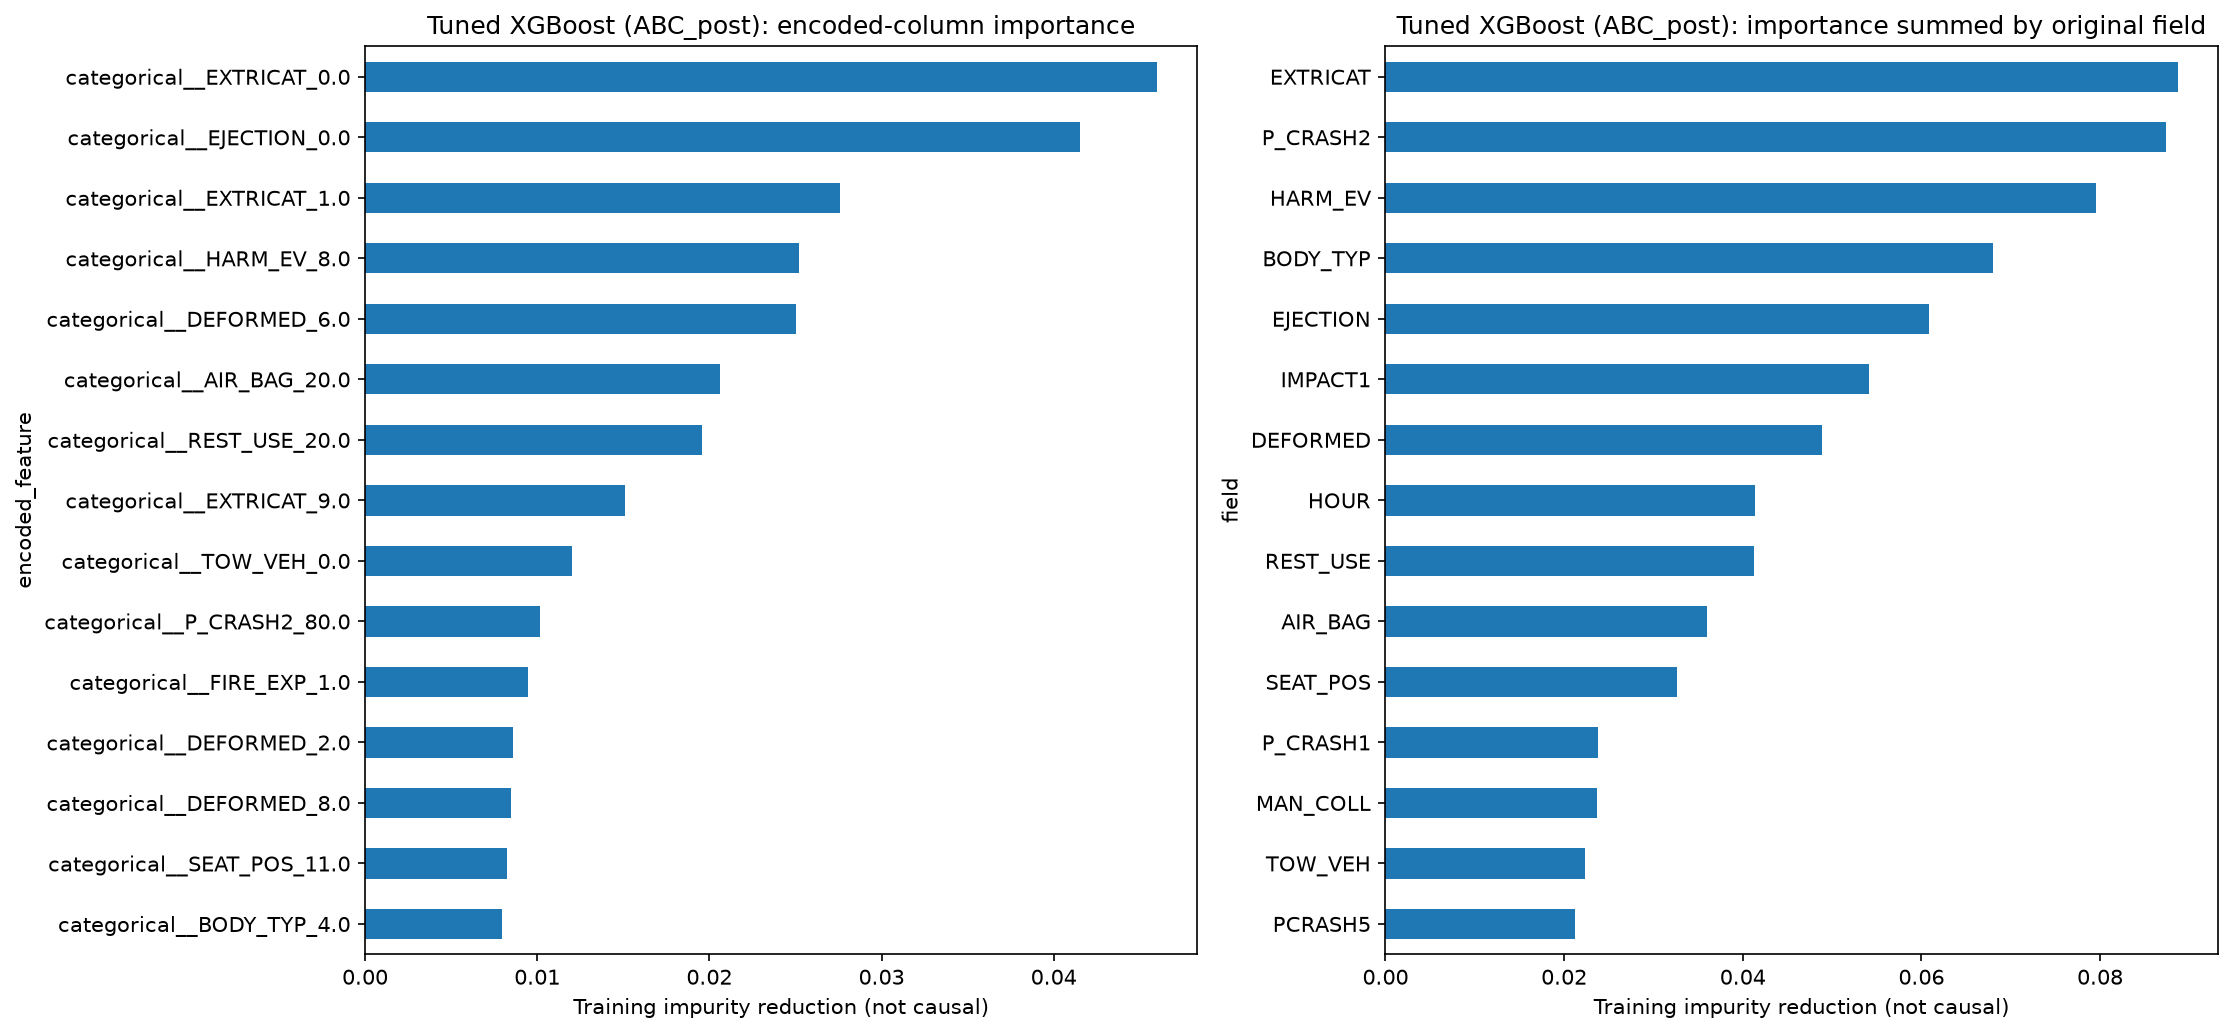 Tuned XGBoost (ABC_post): encoded-column importance
encoded_feature
categorical__EXTRICAT_0.0
categorical__EJECTION_0.0
categorical__EXTRICAT_1.0
categorical__HARM_EV_8.0
categorical__DEFORMED_6.0
categorical__AIR_BAG_20.0
categorical__REST_USE_20.0
categorical__EXTRICAT_9.0
categorical__TOW_VEH_0.0
categorical__P_CRASH2_80.0
categorical__FIRE_EXP_1.0
categorical__DEFORMED_2.0
categorical__DEFORMED_8.0
categorical__SEAT_POS_11.0
categorical__BODY_TYP_4.0
0.00 0.01 0.02 0.03 0.04
Training impurity reduction (not causal)
Tuned XGBoost (ABC_post): importance summed by original field
field
EXTRICAT
P_CRASH2
HARM_EV
BODY_TYP
EJECTION
IMPACT1
DEFORMED
HOUR
REST_USE
AIR_BAG
SEAT_POS
P_CRASH1
MAN_COLL
TOW_VEH
PCRASH5
0.00 0.02 0.04 0.06 0.08
Training impurity reduction (not causal)